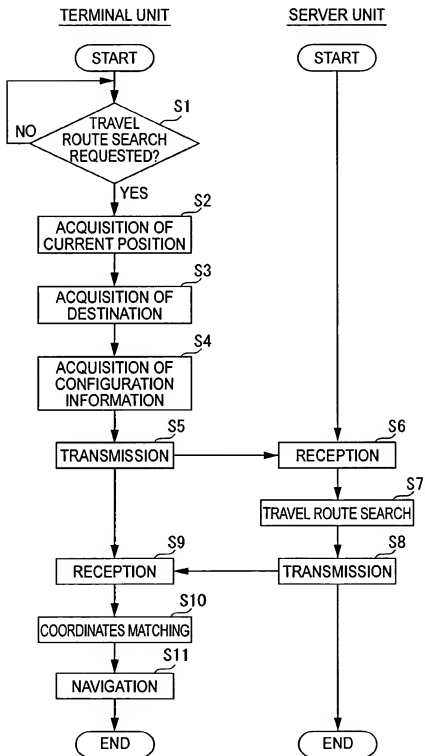 TERMINAL UNIT
SERVER UNIT
START
START
S1
TRAVEL
ROUTE SEARCH
REQUESTED?
NO
YES
S2
ACQUISITION OF
CURRENT POSITION
S3
ACQUISITION OF
DESTINATION
S4
ACQUISITION OF
CONFIGURATION
INFORMATION
S5
TRANSMISSION
S6
RECEPTION
S7
TRAVEL ROUTE SEARCH
S9
RECEPTION
S8
TRANSMISSION
S10
COORDINATES MATCHING
S11
NAVIGATION
END
END